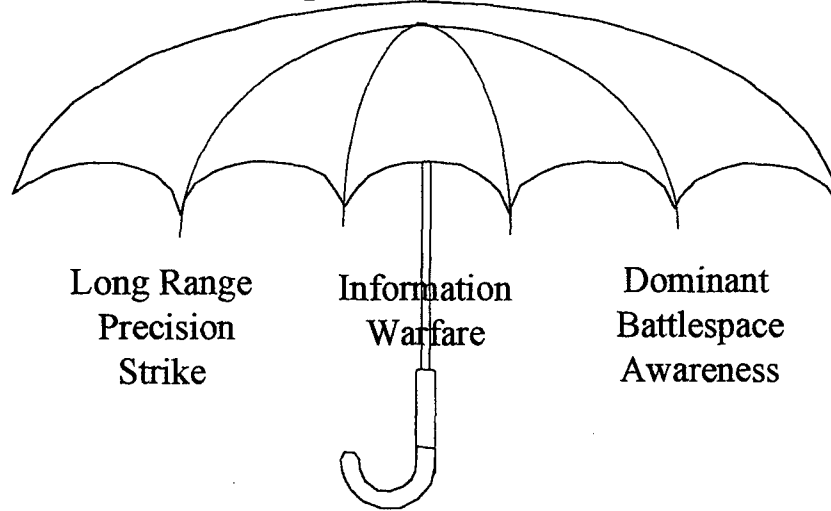 Long Range
Precision
Strike
Information
Warfare
Dominant
Battlespace
Awareness